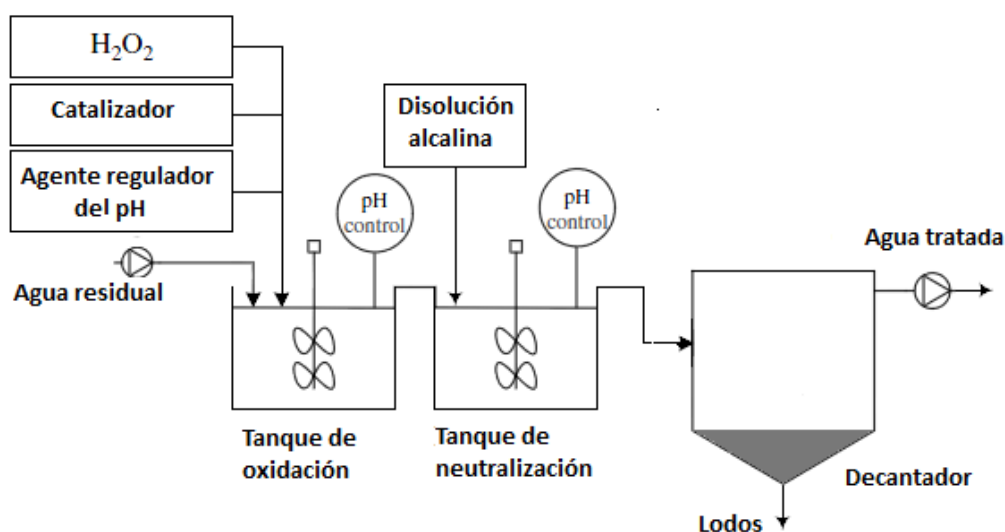 H₂O₂
Catalizador
Agente regulador
del pH
Disolución
alcalina
pH
control
pH
control
Agua residual
Agua tratada
Tanque de
oxidación
Tanque de
neutralización
Decantador
Lodos